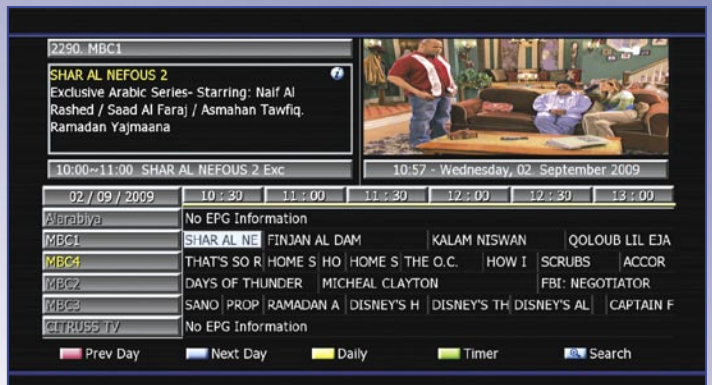 2290. MBC1
SHAR AL NEFOUS 2
Exclusive Arabic Series- Starring: Naif Al
Rashed / Saad Al Faraj / Asmahan Tawfiq.
Ramadan Yajmaana
10:00~11:00 SHAR AL NEFOUS 2 Exc
10:57 - Wednesday, 02 September 2009
02 / 09 / 2009 10 : 30 11 : 00 11 : 30 12 : 00 12 : 30 13 : 00
Alarabiya No EPG Information
MBC1 SHAR AL NE FINJAN AL DAM KALAM NISWAN QOLOUB LIL EJA
MBC4 THAT'S SO R HOME S HO HOME S THE O.C. HOW I SCRUBS ACCOR
MBC2 DAYS OF THUNDER MICHEAL CLAYTON FBI: NEGOTIATOR
MBC3 SANO PROP RAMADAN A DISNEY'S H DISNEY'S TH DISNEY'S AL CAPTAIN F
CITRUSS TV No EPG Information
Prev Day Next Day Daily Timer Search